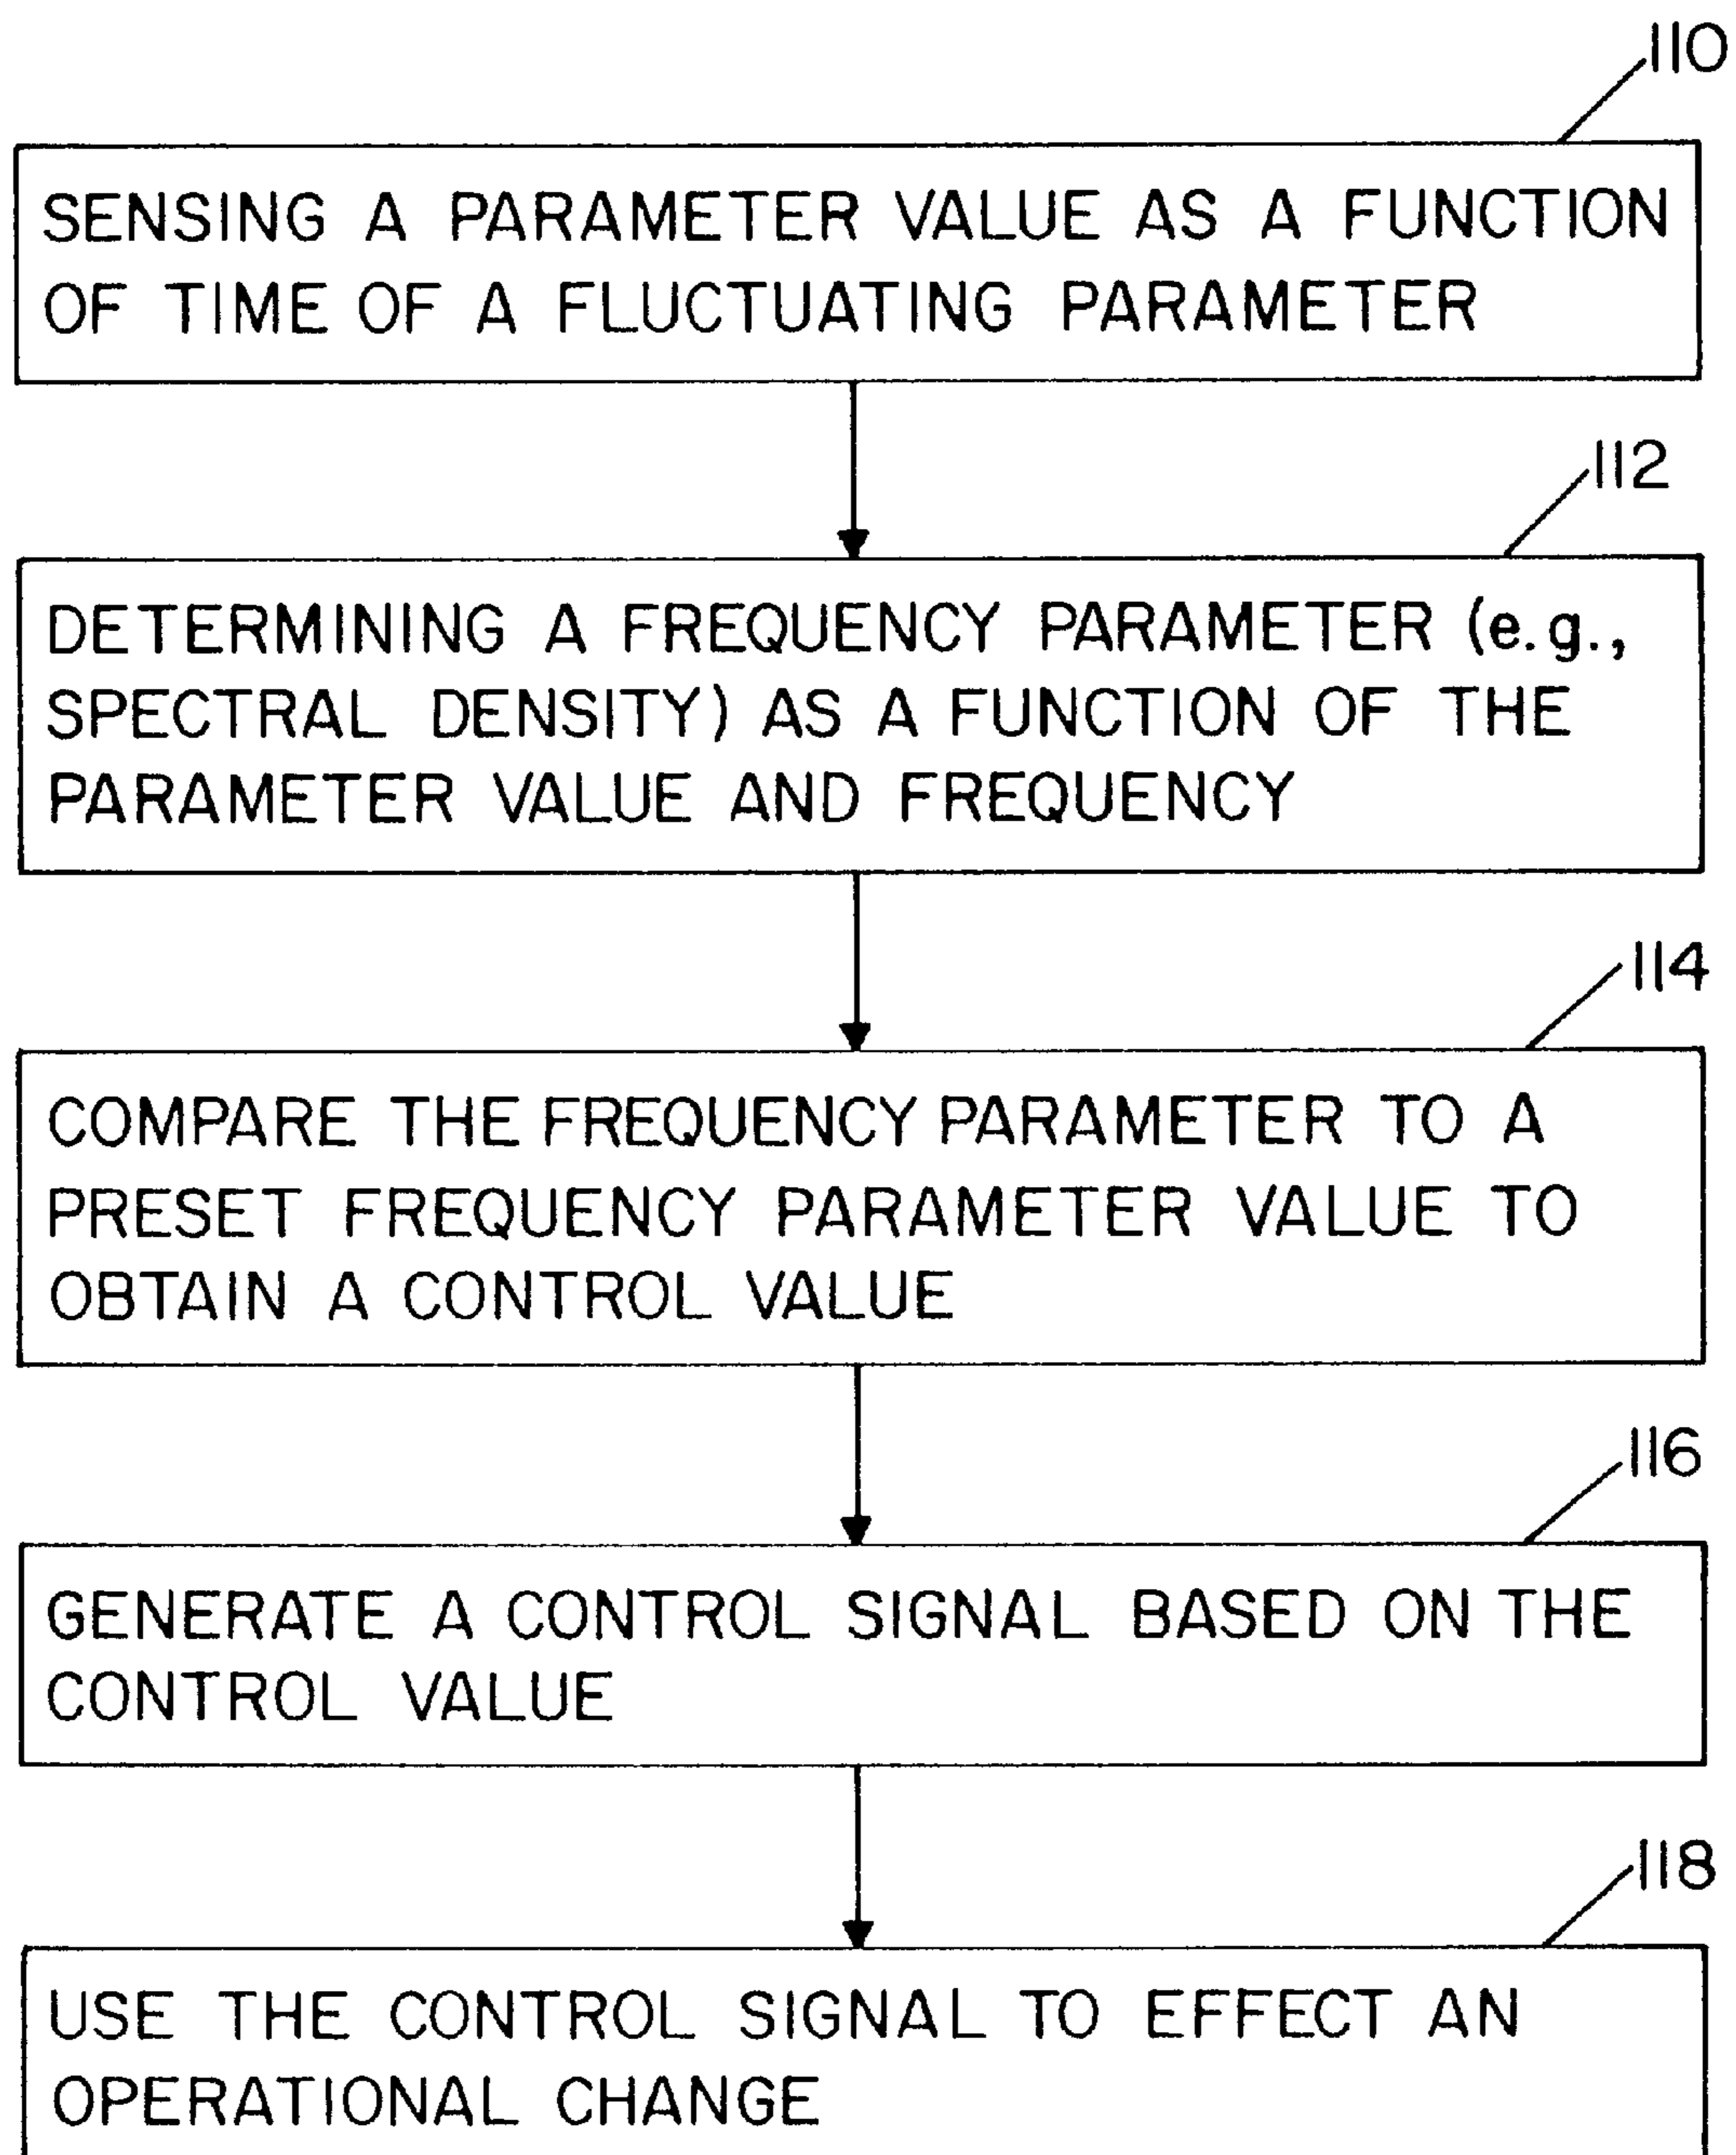 110
SENSING A PARAMETER VALUE AS A FUNCTION
OF TIME OF A FLUCTUATING PARAMETER
112
DETERMINING A FREQUENCY PARAMETER (e.g.,
SPECTRAL DENSITY) AS A FUNCTION OF THE
PARAMETER VALUE AND FREQUENCY
114
COMPARE THE FREQUENCY PARAMETER TO A
PRESET FREQUENCY PARAMETER VALUE TO
OBTAIN A CONTROL VALUE
116
GENERATE A CONTROL SIGNAL BASED ON THE
CONTROL VALUE
118
USE THE CONTROL SIGNAL TO EFFECT AN
OPERATIONAL CHANGE